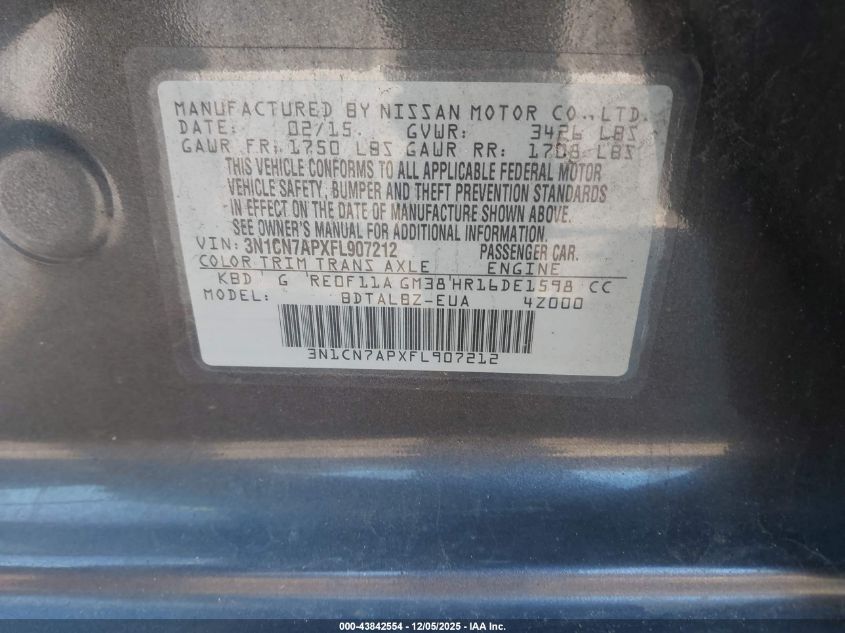 MANUFACTURED BY NISSAN MOTOR CO.,LTD.
DATE: 02/15. GVWR: 3426 LBS
GAWR FR: 1750 LBS GAWR RR: 1708 LBS
THIS VEHICLE CONFORMS TO ALL APPLICABLE FEDERAL MOTOR
VEHICLE SAFETY, BUMPER AND THEFT PREVENTION STANDARDS
IN EFFECT ON THE DATE OF MANUFACTURE SHOWN ABOVE.
SEE OWNER'S MANUAL FOR ADDITIONAL INFORMATION.
VIN: 3N1CN7APXFL907212 PASSENGER CAR.
COLOR TRIM TRANS AXLE ENGINE
KBD G RE0F11A GM38 HR16DE1598 CC
MODEL: BDTALBZ-EUA 4Z000
3N1CN7APXFL907212
000-43842554 - 12/05/2025 - IAA Inc.